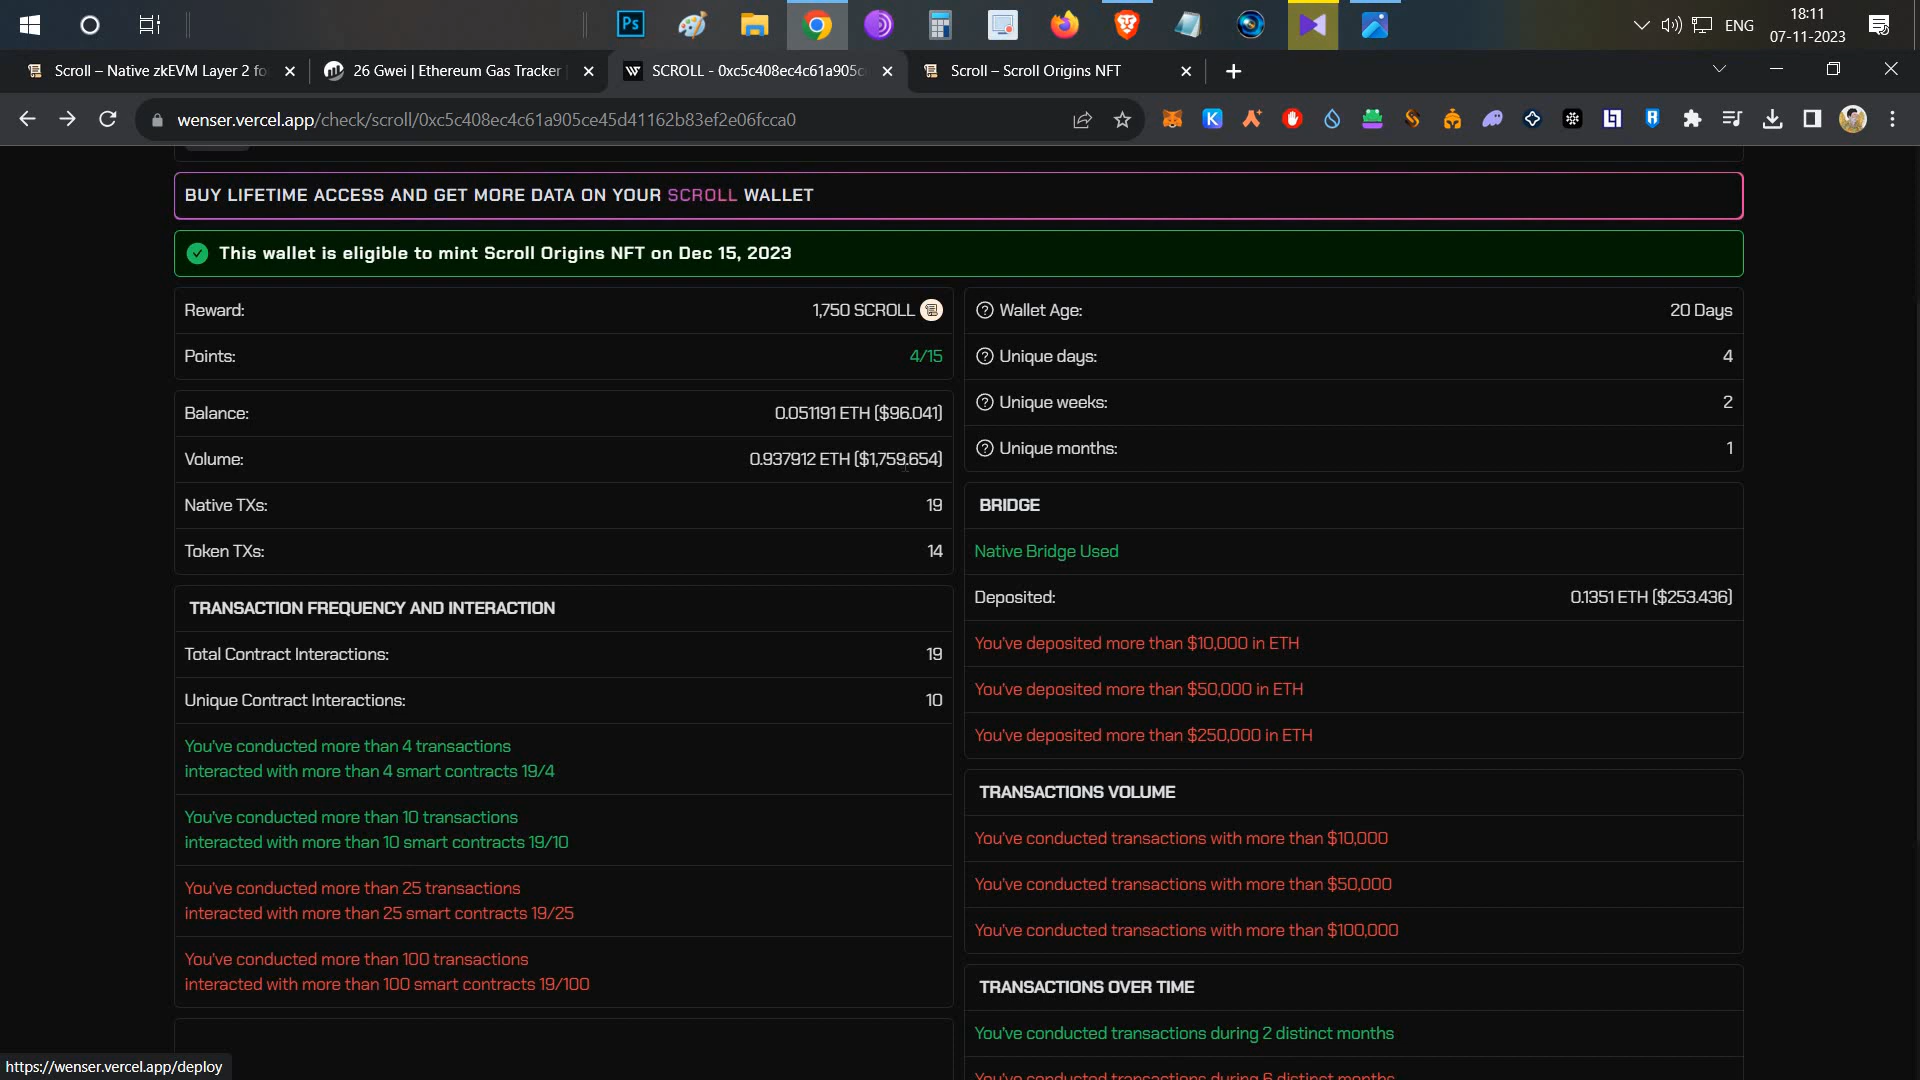 Ps
ENG
18:11
07-11-2023
Scroll – Native zkEVM Layer 2 fo
26 Gwei | Ethereum Gas Tracker
SCROLL - 0xc5c408ec4c61a905c
Scroll – Scroll Origins NFT
wenser.vercel.app/check/scroll/0xc5c408ec4c61a905ce45d41162b83ef2e06fcca0
BUY LIFETIME ACCESS AND GET MORE DATA ON YOUR SCROLL WALLET
This wallet is eligible to mint Scroll Origins NFT on Dec 15, 2023
Reward: 1,750 SCROLL
Points: 4/15
Balance: 0.051191 ETH ($96.041)
Volume: 0.937912 ETH ($1,759.654)
Native TXs: 19
Token TXs: 14
TRANSACTION FREQUENCY AND INTERACTION
Total Contract Interactions: 19
Unique Contract Interactions: 10
You've conducted more than 4 transactions
interacted with more than 4 smart contracts 19/4
You've conducted more than 10 transactions
interacted with more than 10 smart contracts 19/10
You've conducted more than 25 transactions
interacted with more than 25 smart contracts 19/25
You've conducted more than 100 transactions
interacted with more than 100 smart contracts 19/100
Wallet Age: 20 Days
Unique days: 4
Unique weeks: 2
Unique months: 1
BRIDGE
Native Bridge Used
Deposited: 0.1351 ETH ($253.436)
You've deposited more than $10,000 in ETH
You've deposited more than $50,000 in ETH
You've deposited more than $250,000 in ETH
TRANSACTIONS VOLUME
You've conducted transactions with more than $10,000
You've conducted transactions with more than $50,000
You've conducted transactions with more than $100,000
TRANSACTIONS OVER TIME
You've conducted transactions during 2 distinct months
You've conducted transactions during 6 distinct months
https://wenser.vercel.app/deploy